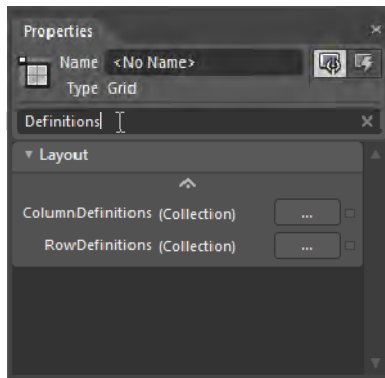 Properties
Name <No Name>
Type Grid
Definitions
Layout
ColumnDefinitions (Collection) ...
RowDefinitions (Collection) ...